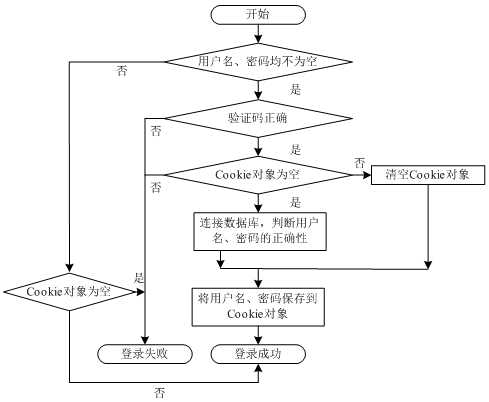 开始
用户名、密码均不为空
否
是
验证码正确
否
是
Cookie对象为空
否
否
清空Cookie对象
是
连接数据库，判断用户
名、密码的正确性
Cookie对象为空
是
将用户名、密码保存到
Cookie对象
登录失败
登录成功
否